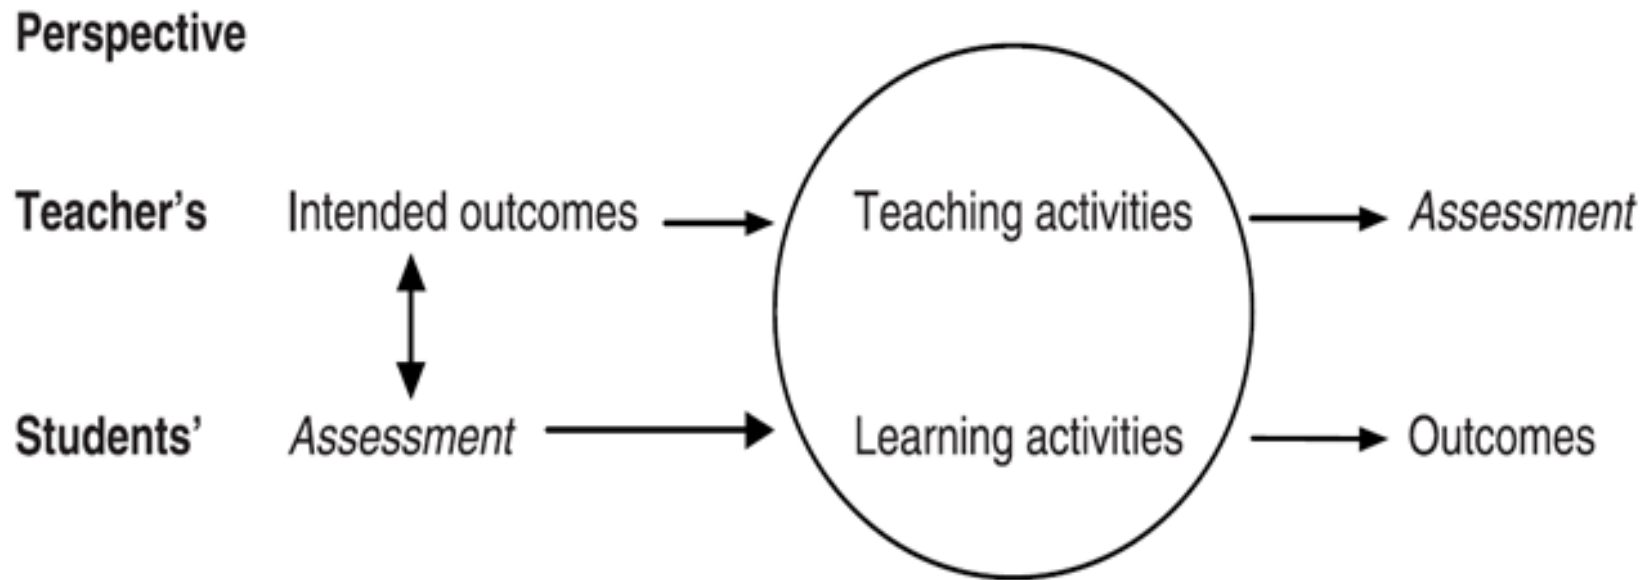 Perspective
Teacher's Intended outcomes Teaching activities Assessment
Students' Assessment Learning activities Outcomes